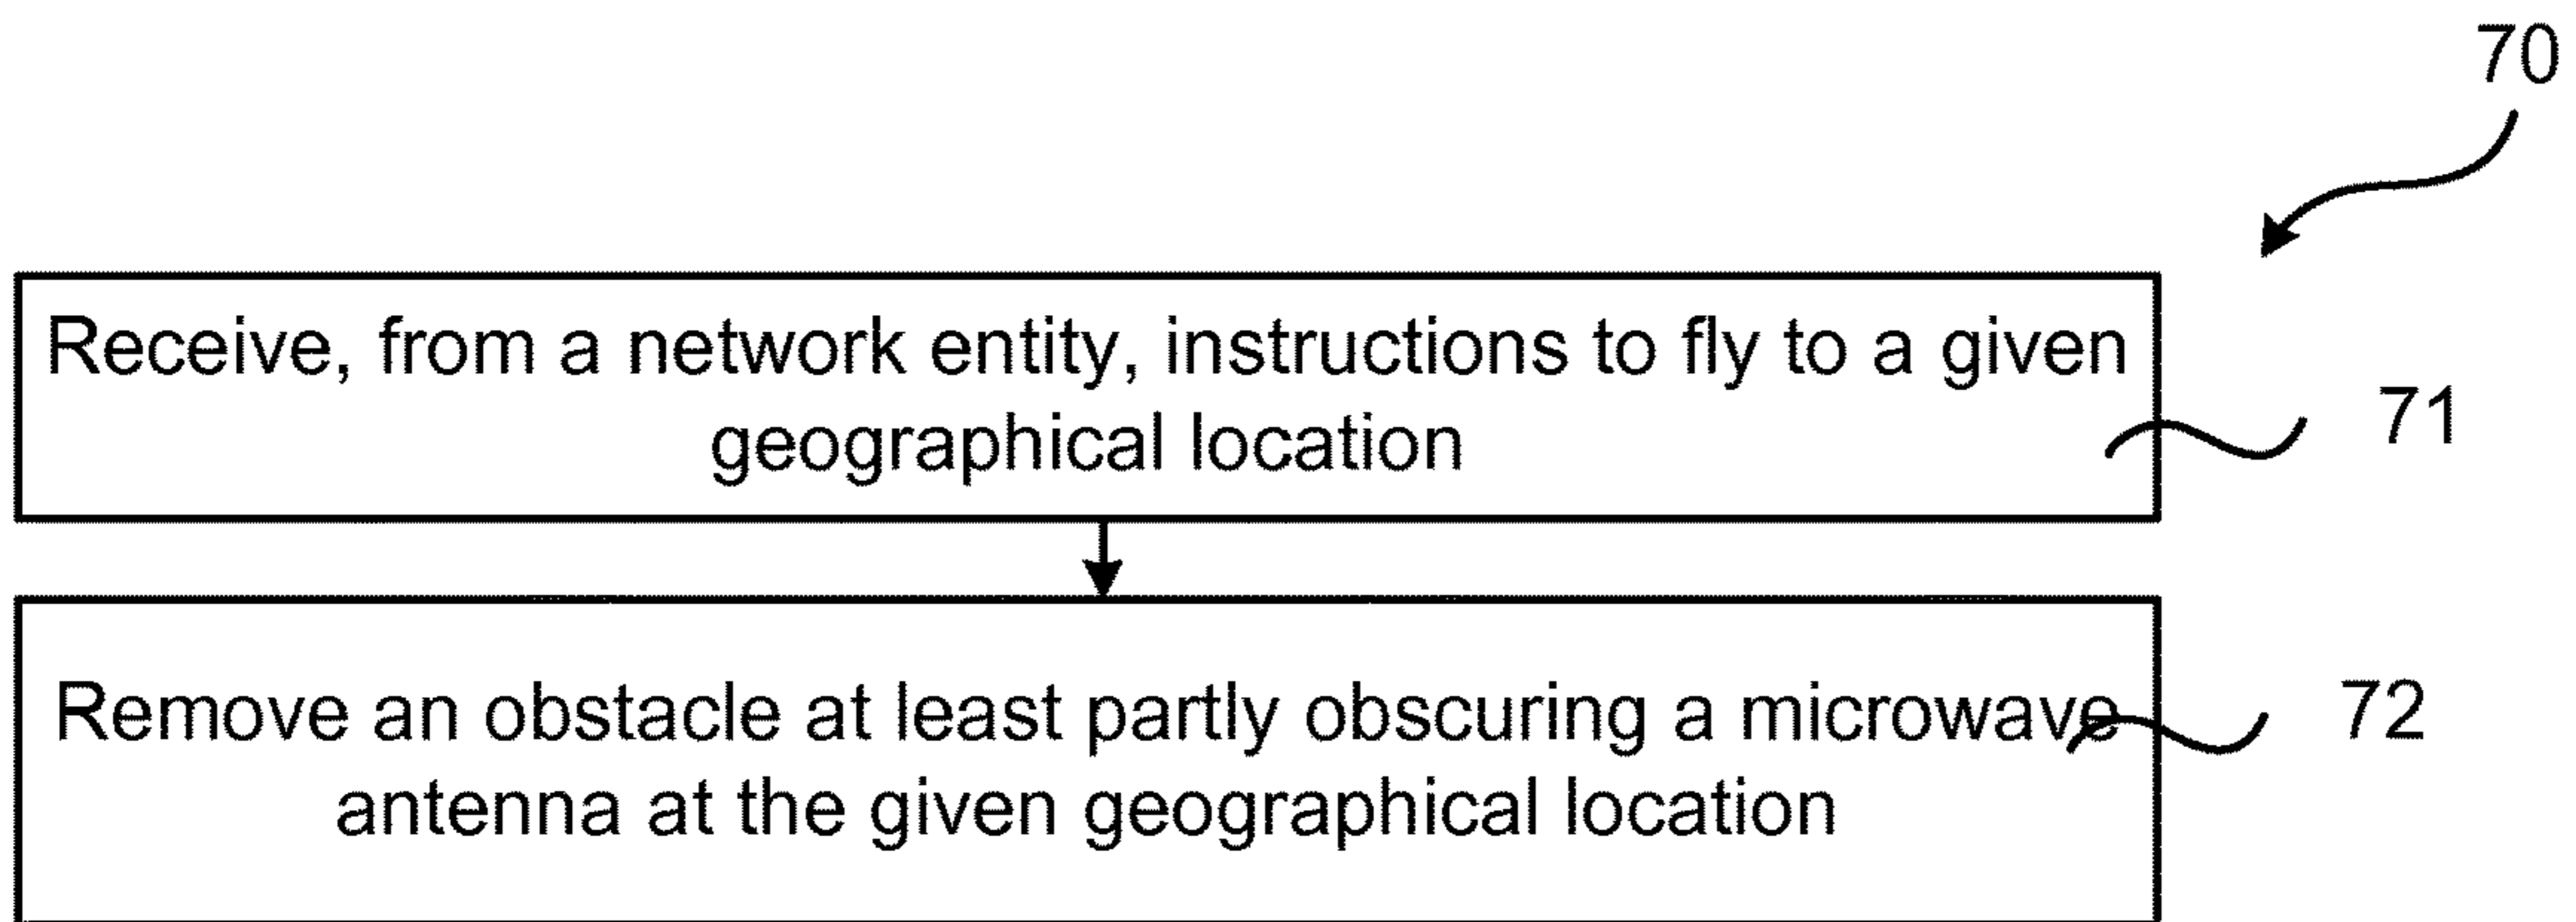 70
Receive, from a network entity, instructions to fly to a given
geographical location
71
Remove an obstacle at least partly obscuring a microwave
antenna at the given geographical location
72